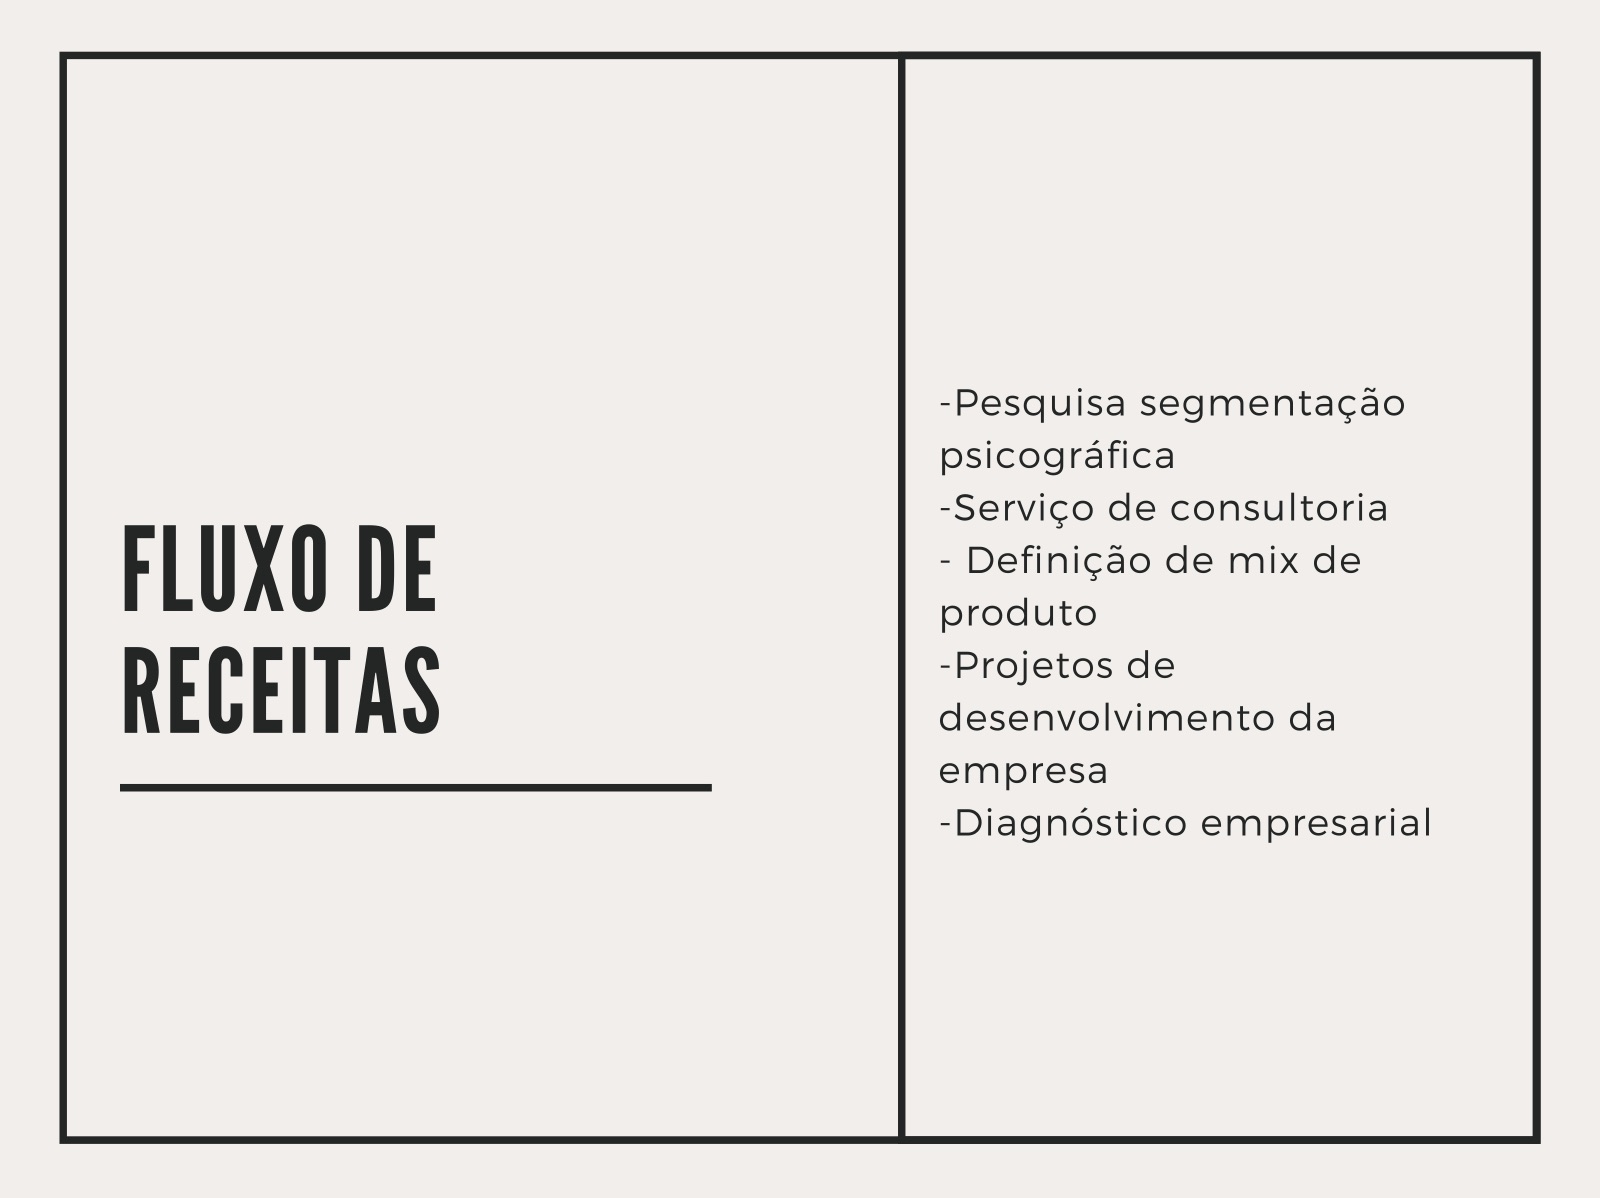 FLUXO DE
RECEITAS
-Pesquisa segmentação
psicográfica
-Serviço de consultoria
- Definição de mix de
produto
-Projetos de
desenvolvimento da
empresa
-Diagnóstico empresarial